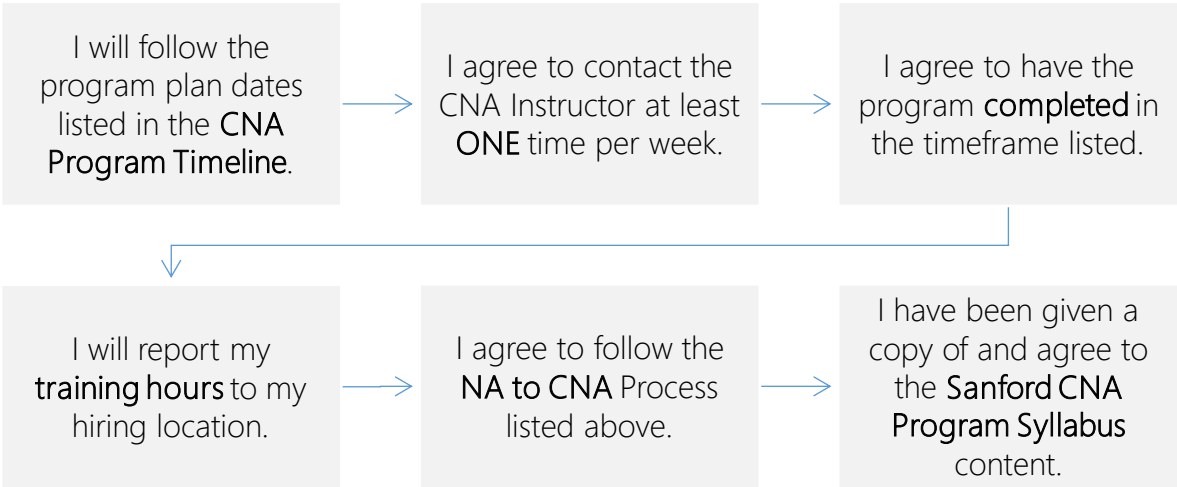 I will follow the
program plan dates
listed in the CNA
Program Timeline.
I agree to contact the
CNA Instructor at least
ONE time per week.
I agree to have the
program completed in
the timeframe listed.
I will report my
training hours to my
hiring location.
I agree to follow the
NA to CNA Process
listed above.
I have been given a
copy of and agree to
the Sanford CNA
Program Syllabus
content.